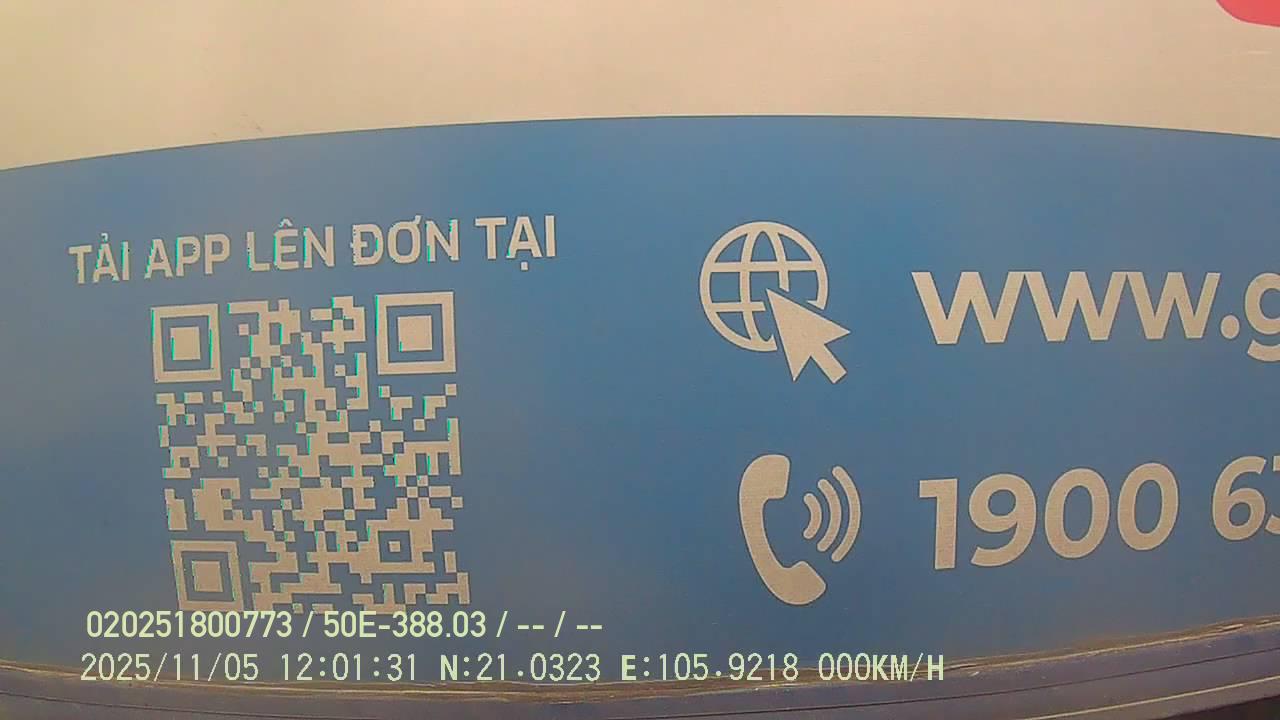 TẢI APP LÊN ĐƠN TẠI
www.g
1900 63
020251800773 / 50E-388.03 / -- / --
2025/11/05 12:01:31 N:21.0323 E:105.9218 000KM/H